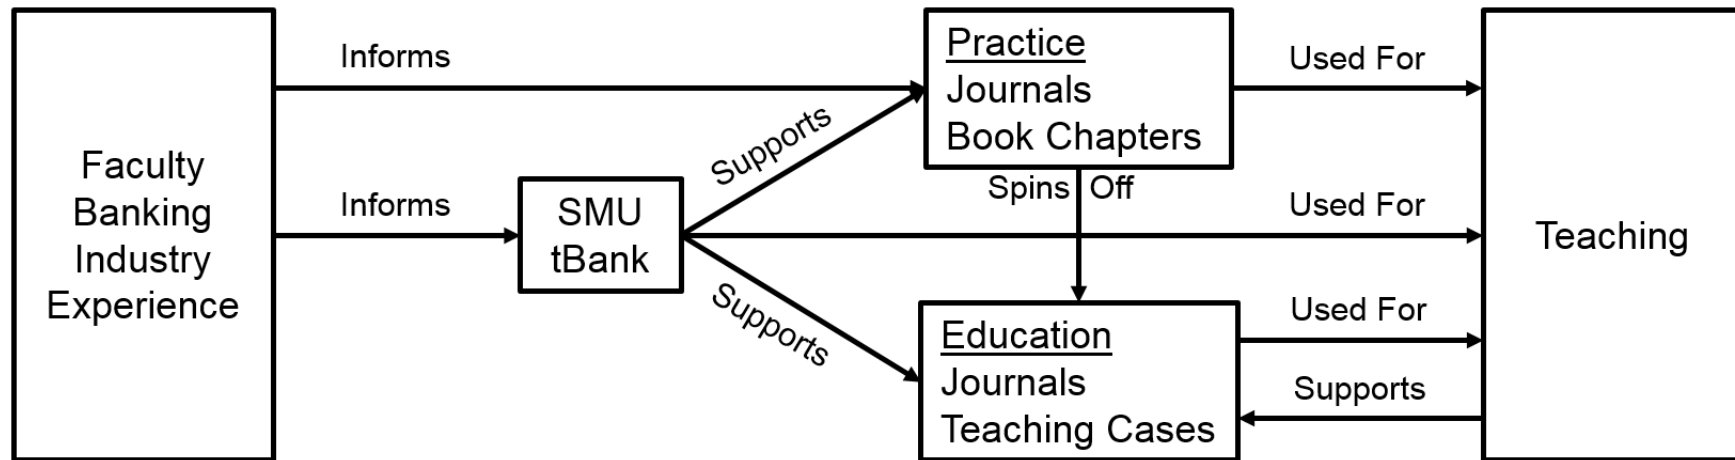 Faculty
Banking
Industry
Experience
Informs
Informs
SMU
tBank
Supports
Supports
Practice
Journals
Book Chapters
Spins Off
Education
Journals
Teaching Cases
Used For
Used For
Used For
Supports
Teaching